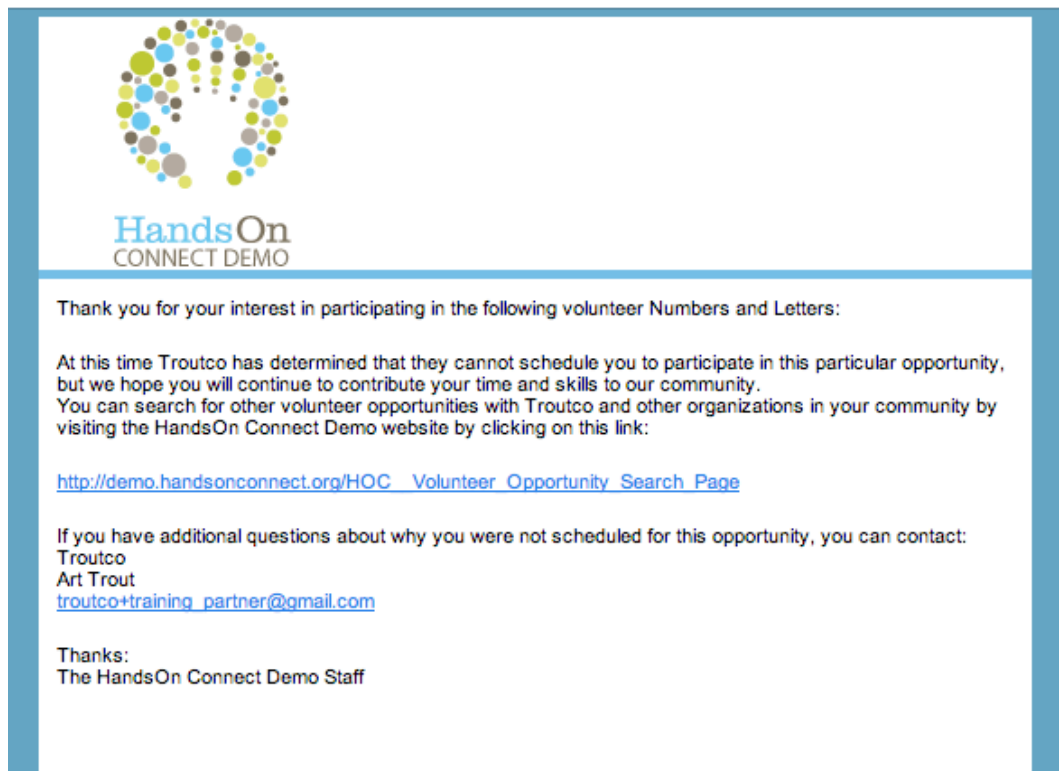 HandsOn
CONNECT DEMO
Thank you for your interest in participating in the following volunteer Numbers and Letters:
At this time Troutco has determined that they cannot schedule you to participate in this particular opportunity,
but we hope you will continue to contribute your time and skills to our community.
You can search for other volunteer opportunities with Troutco and other organizations in your community by
visiting the HandsOn Connect Demo website by clicking on this link:
http://demo.handsonconnect.org/HOC__Volunteer_Opportunity_Search_Page
If you have additional questions about why you were not scheduled for this opportunity, you can contact:
Troutco
Art Trout
troutco+training_partner@gmail.com
Thanks:
The HandsOn Connect Demo Staff